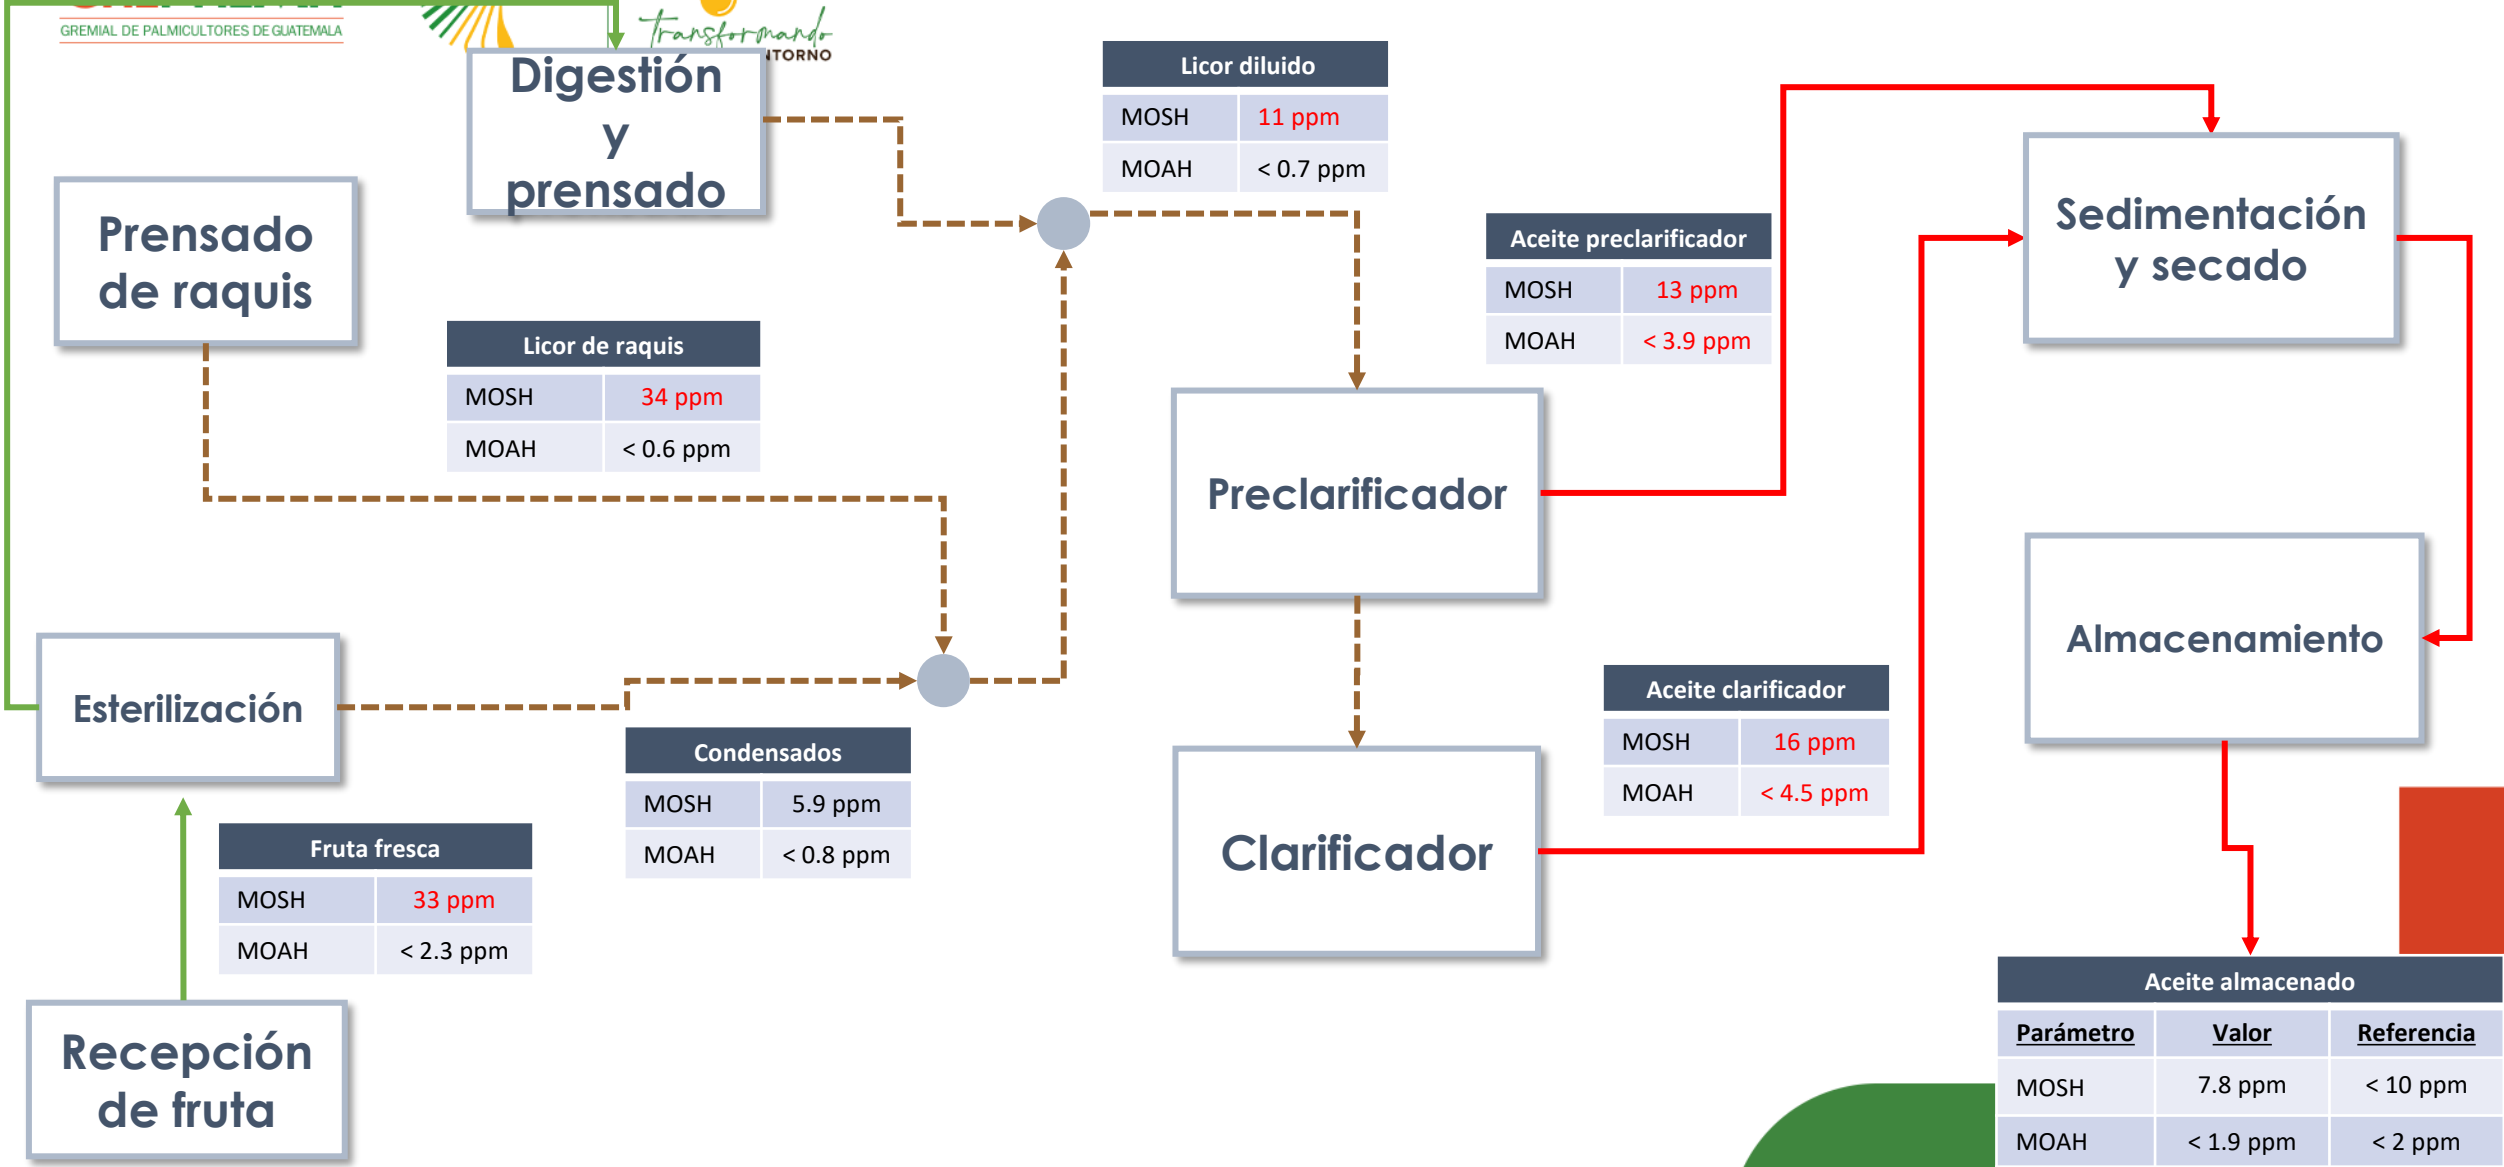 GREMIAL DE PALMICULTORES DE GUATEMALA
Transformando
NTORNO
Digestión
y
prensado
Licor diluido
MOSH 11 ppm
MOAH < 0.7 ppm
Prensado
de raquis
Licor de raquis
MOSH 34 ppm
MOAH < 0.6 ppm
Aceite preclarificador
MOSH 13 ppm
MOAH < 3.9 ppm
Sedimentación
y secado
Preclarificador
Almacenamiento
Esterilización
Condensados
MOSH 5.9 ppm
MOAH < 0.8 ppm
Aceite clarificador
MOSH 16 ppm
MOAH < 4.5 ppm
Clarificador
Fruta fresca
MOSH 33 ppm
MOAH < 2.3 ppm
Recepción
de fruta
Aceite almacenado
Parámetro Valor Referencia
MOSH 7.8 ppm < 10 ppm
MOAH < 1.9 ppm < 2 ppm